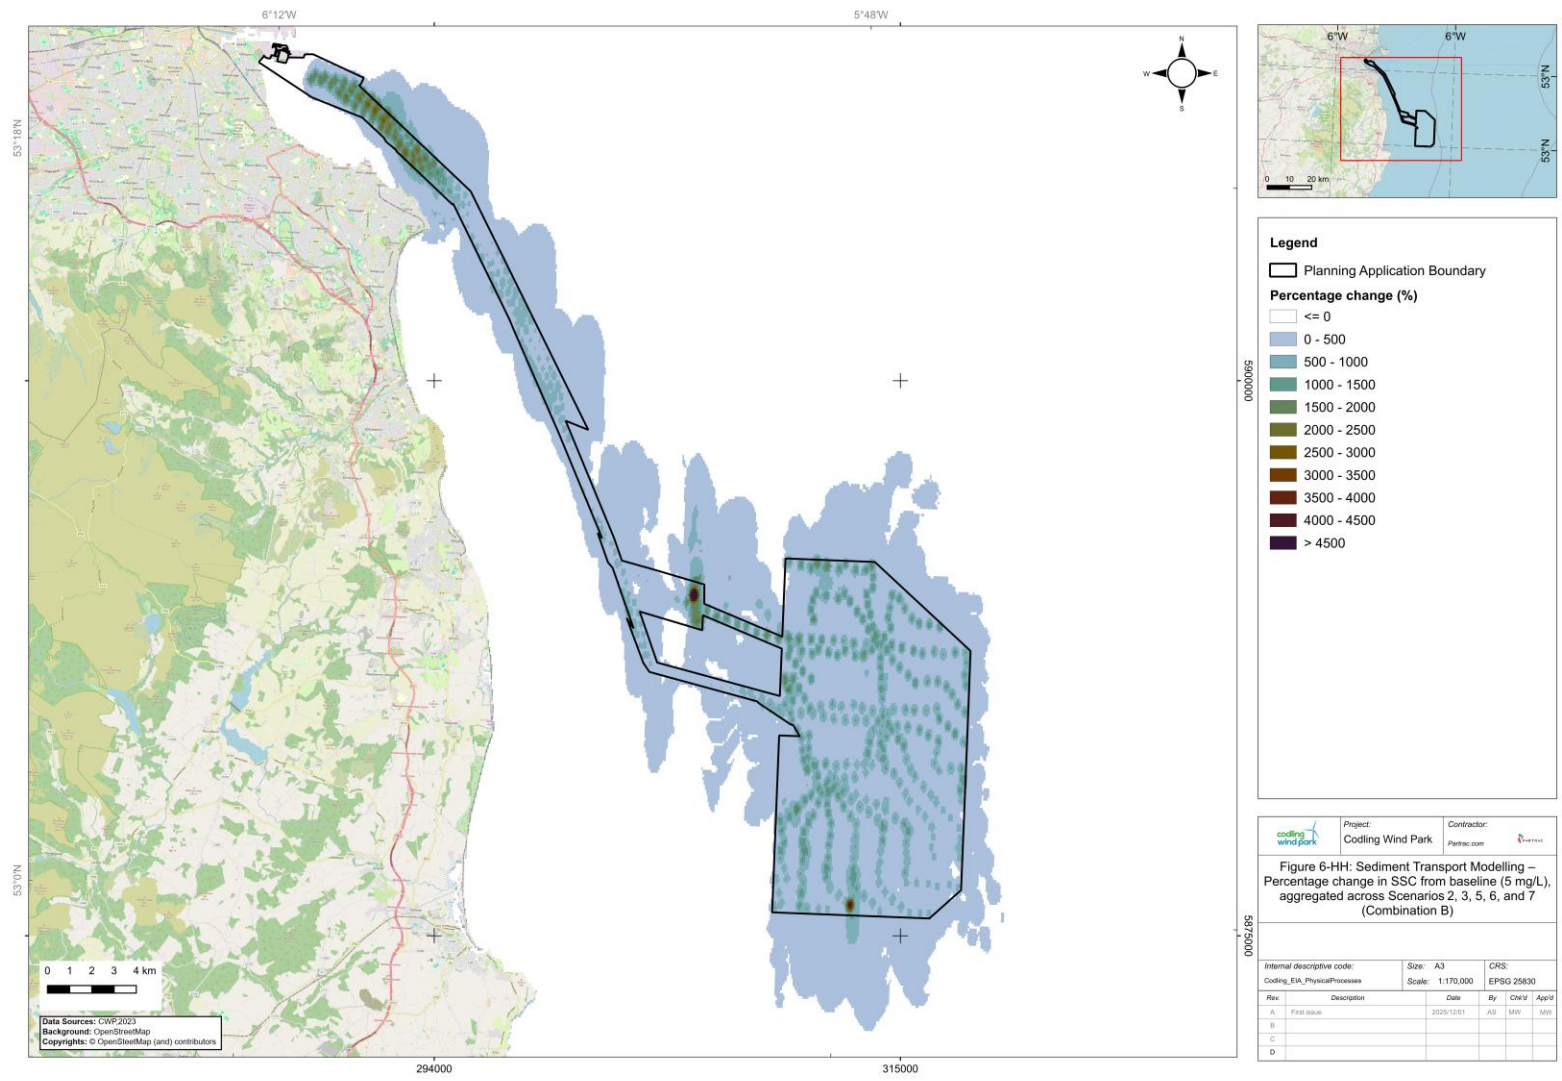 6°12'W
5°48'W
53°18'N
53°0'N
5900000
5875000
294000
315000
N
W
E
S
0 1 2 3 4 km
Data Sources: CWP,2023
Background: OpenStreetMap
Copyrights: © OpenStreetMap (and) contributors
6°W
6°W
53°N
53°N
0 10 20 km
Legend
Planning Application Boundary
Percentage change (%)
<= 0
0 - 500
500 - 1000
1000 - 1500
1500 - 2000
2000 - 2500
2500 - 3000
3000 - 3500
3500 - 4000
4000 - 4500
> 4500
codling
wind park
Project:
Codling Wind Park
Contractor:
Partrac.com
PARTRAC
Figure 6-HH: Sediment Transport Modelling –
Percentage change in SSC from baseline (5 mg/L),
aggregated across Scenarios 2, 3, 5, 6, and 7
(Combination B)
Internal descriptive code:
Codling_EIA_PhysicalProcesses
Size: A3
Scale: 1:170,000
CRS:
EPSG 25830
Rev. Description Date By Chk'd App'd
A First issue 2025/12/01 AB MW MW
B
C
D